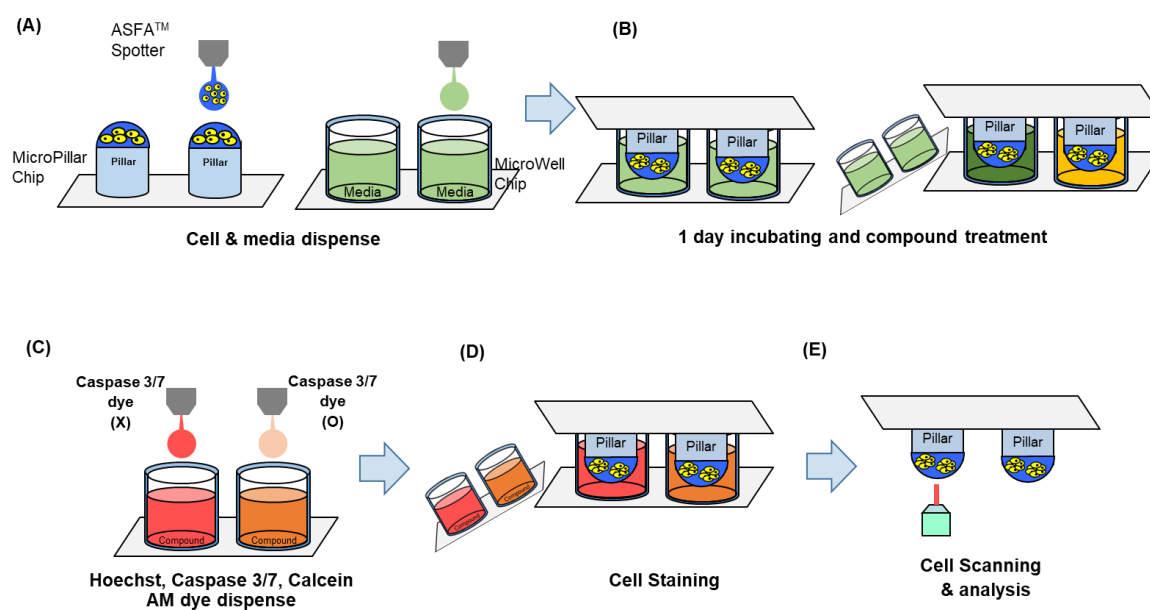 (A)
ASFA™
Spotter
MicroPillar
Chip
Pillar
Pillar
Media
Media
MicroWell
Chip
Cell & media dispense
(B)
Pillar
Pillar
Pillar
Pillar
1 day incubating and compound treatment
(C)
Caspase 3/7
dye
(X)
Caspase 3/7
dye
(O)
Compound
Compound
Hoechst, Caspase 3/7, Calcein
AM dye dispense
(D)
Compound
Compound
Pillar
Pillar
Cell Staining
(E)
Pillar
Pillar
Cell Scanning
& analysis